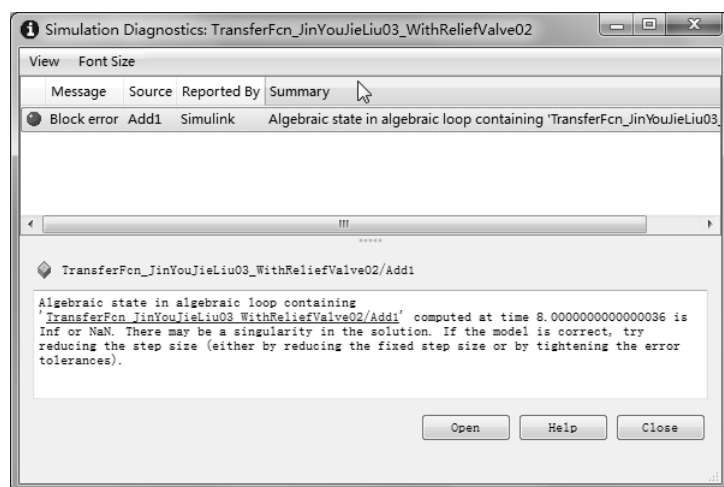 Simulation Diagnostics: TransferFcn_JinYouJieLiu03_WithReliefValve02
View Font Size
Message Source Reported By Summary
Block error Add1 Simulink Algebraic state in algebraic loop containing 'TransferFcn_JinYouJieLiu03_
TransferFcn_JinYouJieLiu03_WithReliefValve02/Add1
Algebraic state in algebraic loop containing
'TransferFcn_JinYouJieLiu03_WithReliefValve02/Add1' computed at time 8.0000000000000036 is
Inf or NaN. There may be a singularity in the solution. If the model is correct, try
reducing the step size (either by reducing the fixed step size or by tightening the error
tolerances).
Open Help Close